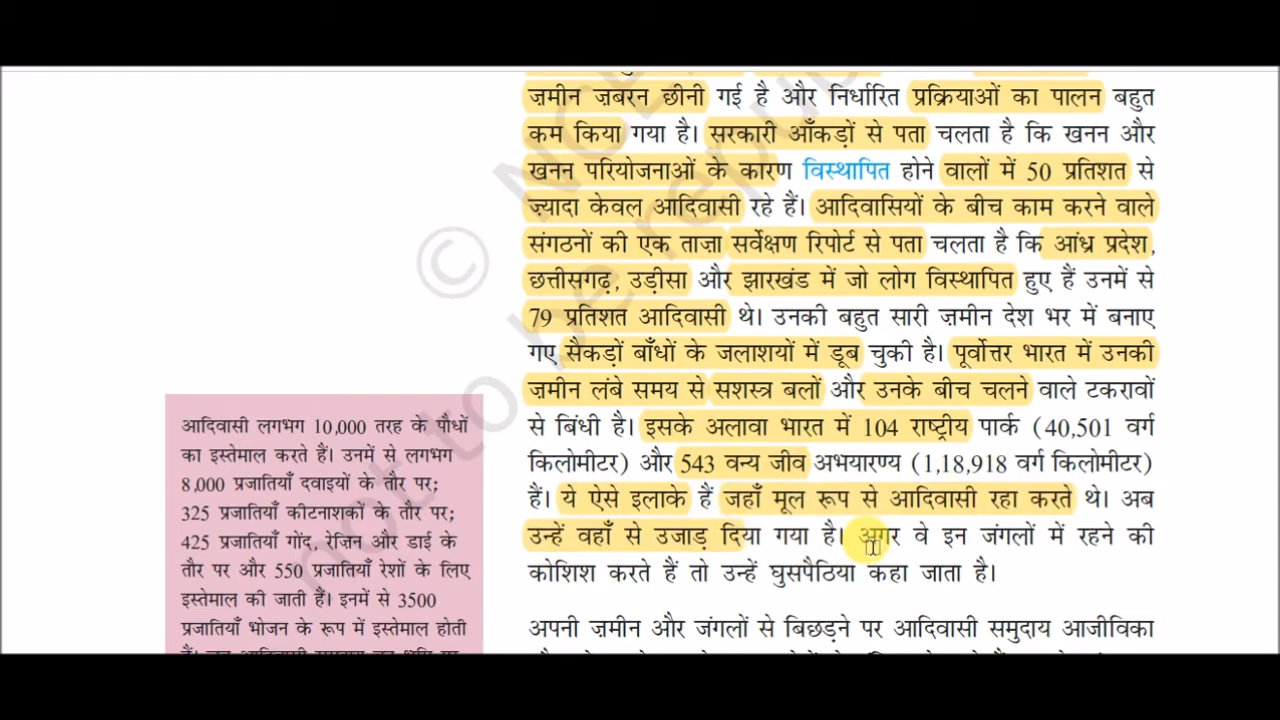 ज़मीन ज़बरन छीनी गई है और निर्धारित प्रक्रियाओं का पालन बहुत
कम किया गया है। सरकारी आँकड़ों से पता चलता है कि खनन और
खनन परियोजनाओं के कारण विस्थापित होने वालों में 50 प्रतिशत से
ज़्यादा केवल आदिवासी रहे हैं। आदिवासियों के बीच काम करने वाले
संगठनों की एक ताज़ा सर्वेक्षण रिपोर्ट से पता चलता है कि आंध्र प्रदेश,
छत्तीसगढ़, उड़ीसा और झारखंड में जो लोग विस्थापित हुए हैं उनमें से
79 प्रतिशत आदिवासी थे। उनकी बहुत सारी ज़मीन देश भर में बनाए
गए सैकड़ों बाँधों के जलाशयों में डूब चुकी है। पूर्वोत्तर भारत में उनकी
ज़मीन लंबे समय से सशस्त्र बलों और उनके बीच चलने वाले टकरावों
से बिंधी है। इसके अलावा भारत में 104 राष्ट्रीय पार्क (40,501 वर्ग
किलोमीटर) और 543 वन्य जीव अभयारण्य (1,18,918 वर्ग किलोमीटर)
हैं। ये ऐसे इलाके हैं जहाँ मूल रूप से आदिवासी रहा करते थे। अब
उन्हें वहाँ से उजाड़ दिया गया है। अगर वे इन जंगलों में रहने की
कोशिश करते हैं तो उन्हें घुसपैठिया कहा जाता है।
अपनी ज़मीन और जंगलों से बिछड़ने पर आदिवासी समुदाय आजीविका
आदिवासी लगभग 10,000 तरह के पौधों
का इस्तेमाल करते हैं। उनमें से लगभग
8,000 प्रजातियाँ दवाइयों के तौर पर;
325 प्रजातियाँ कीटनाशकों के तौर पर;
425 प्रजातियाँ गोंद, रेज़िन और डाई के
तौर पर और 550 प्रजातियाँ रेशों के लिए
इस्तेमाल की जाती हैं। इनमें से 3500
प्रजातियाँ भोजन के रूप में इस्तेमाल होती
© NCE
not to be repu